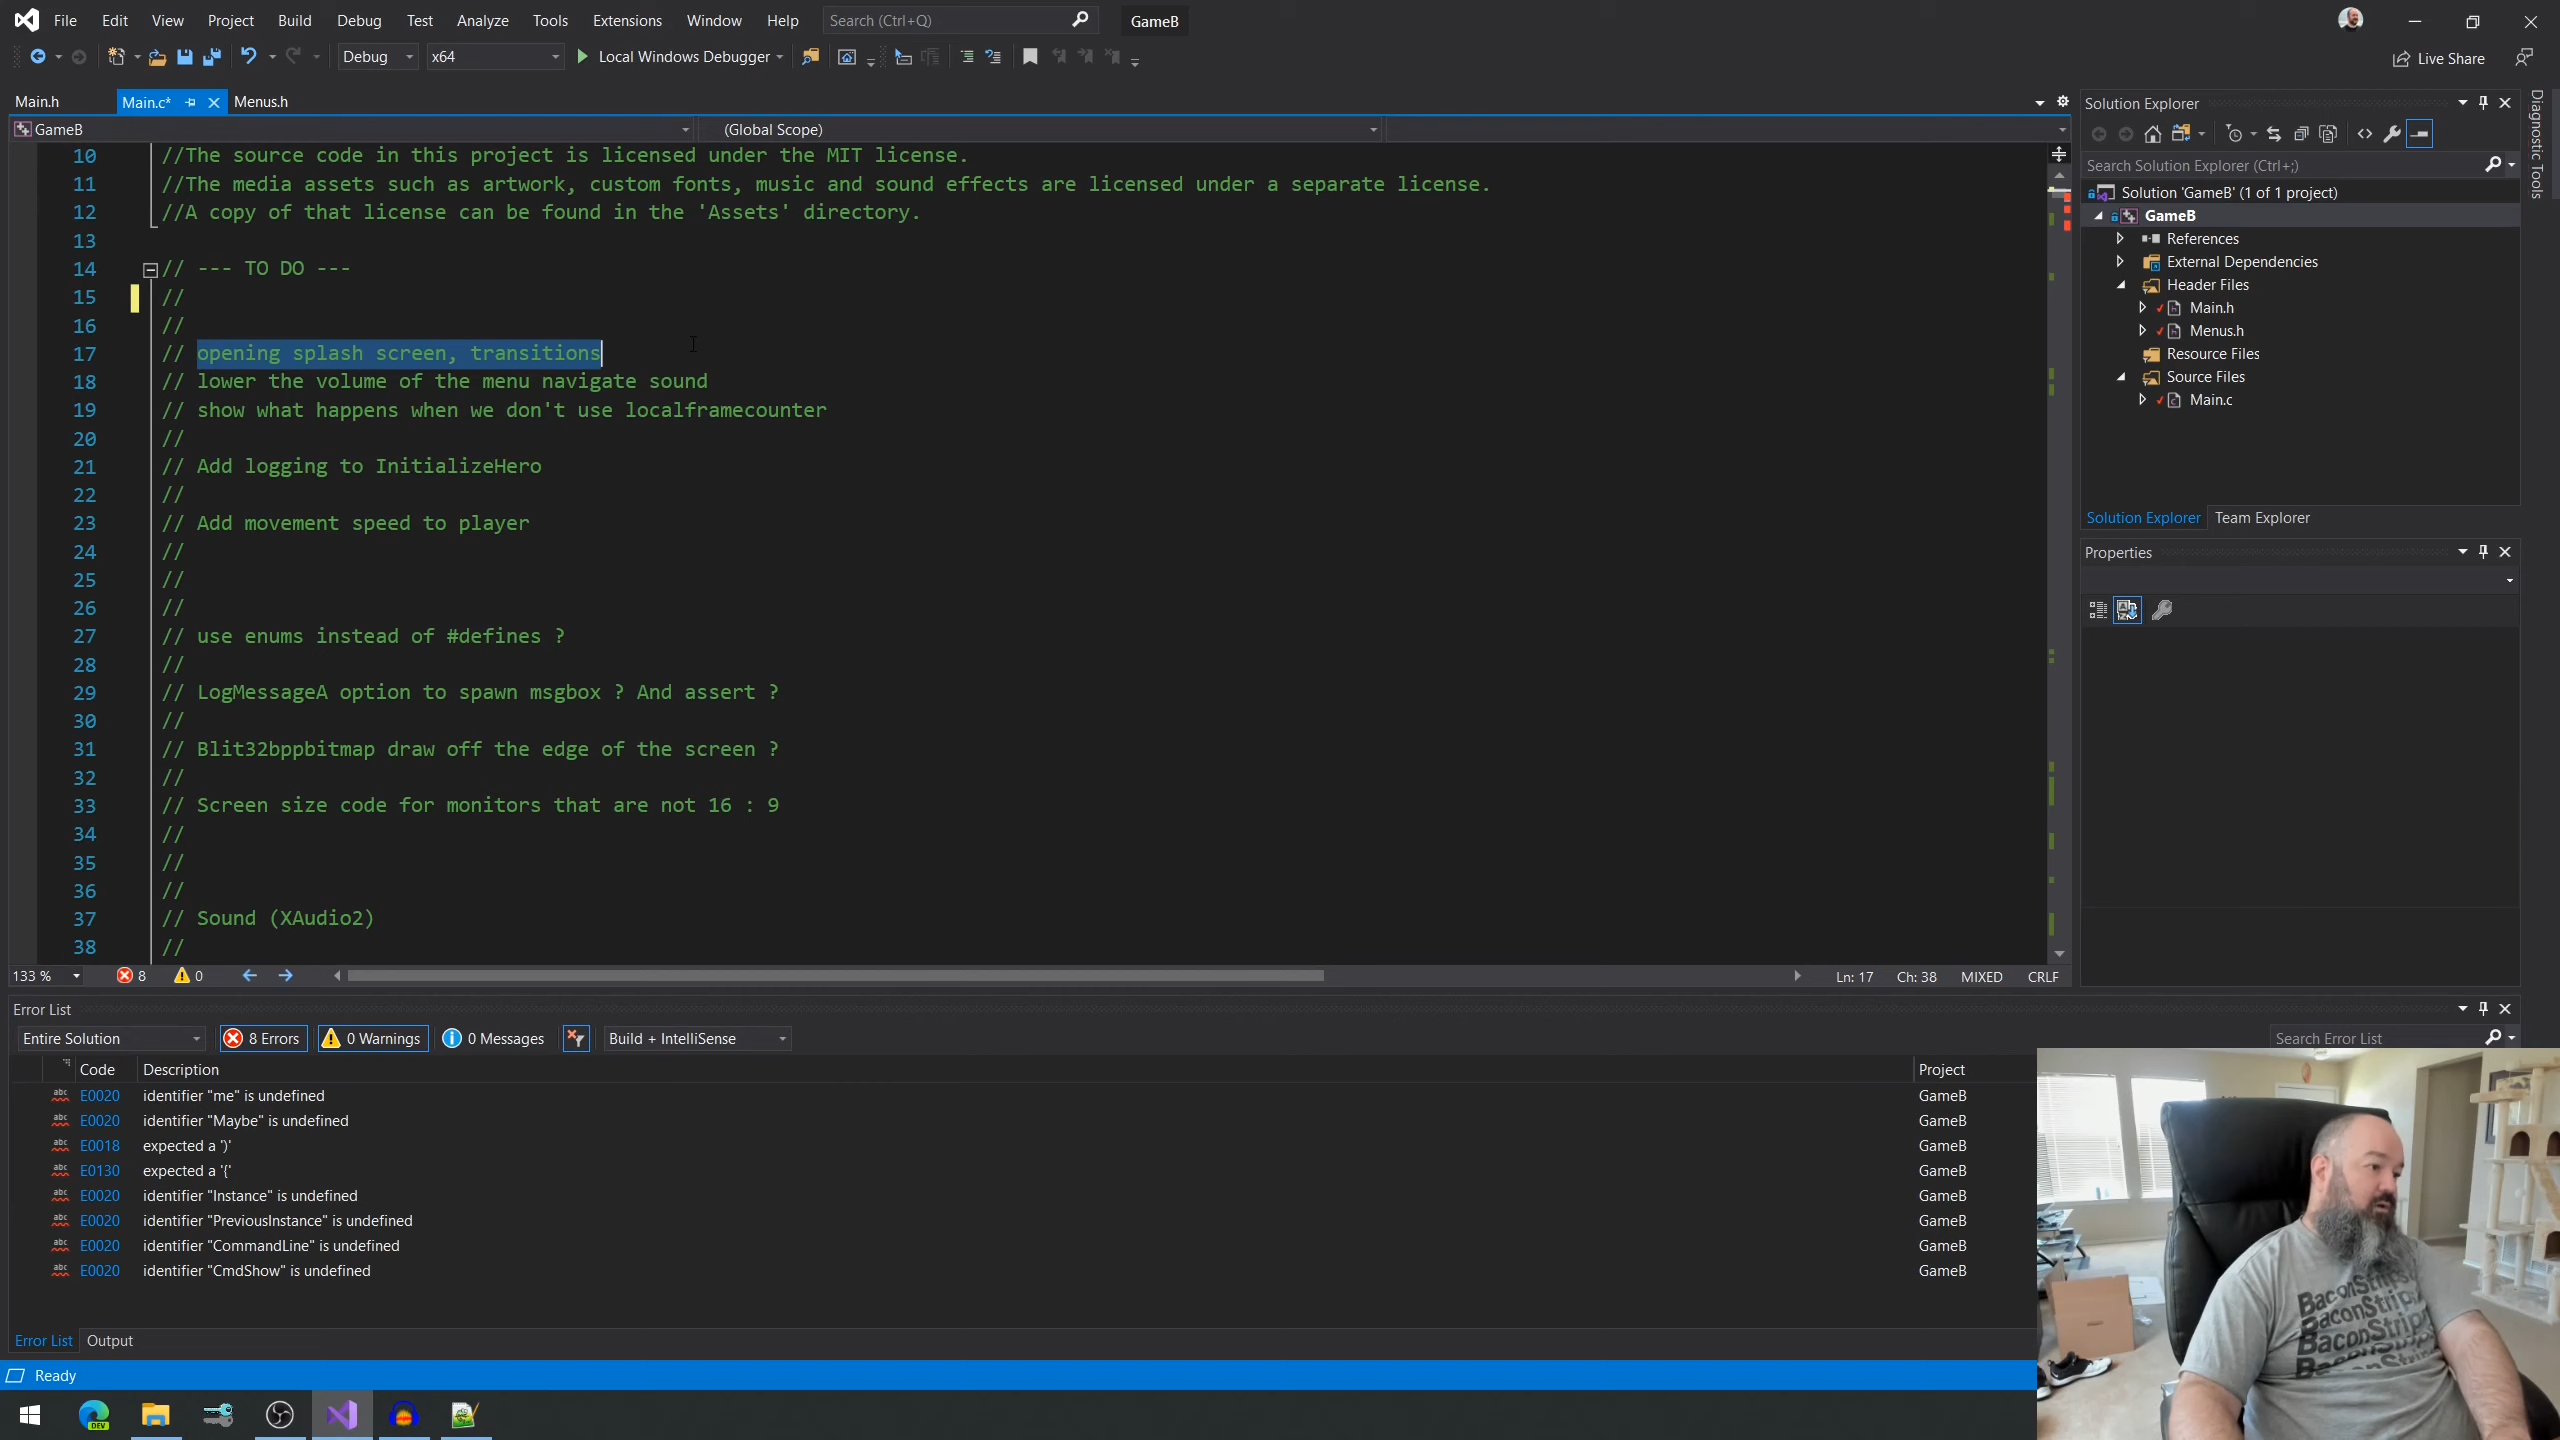 File Edit View Project Build Debug Test Analyze Tools Extensions Window Help Search (Ctrl+Q) GameB
Debug x64 Local Windows Debugger Live Share
Main.h Main.c* Menus.h
GameB (Global Scope)
10 //The source code in this project is licensed under the MIT license.
11 //The media assets such as artwork, custom fonts, music and sound effects are licensed under a separate license.
12 //A copy of that license can be found in the 'Assets' directory.
13
14 // --- TO DO ---
15 //
16 //
17 // opening splash screen, transitions
18 // lower the volume of the menu navigate sound
19 // show what happens when we don't use localframecounter
20 //
21 // Add logging to InitializeHero
22 //
23 // Add movement speed to player
24 //
25 //
26 //
27 // use enums instead of #defines ?
28 //
29 // LogMessageA option to spawn msgbox ? And assert ?
30 //
31 // Blit32bppbitmap draw off the edge of the screen ?
32 //
33 // Screen size code for monitors that are not 16 : 9
34 //
35 //
36 //
37 // Sound (XAudio2)
38 //
133 % 8 0 Ln: 17 Ch: 38 MIXED CRLF
Solution Explorer
Search Solution Explorer (Ctrl+;)
Solution 'GameB' (1 of 1 project)
GameB
References
External Dependencies
Header Files
Main.h
Menus.h
Resource Files
Source Files
Main.c
Solution Explorer Team Explorer
Properties
Diagnostic Tools
Error List
Entire Solution 8 Errors 0 Warnings 0 Messages Build + IntelliSense Search Error List
Code Description Project
abc E0020 identifier "me" is undefined GameB
abc E0020 identifier "Maybe" is undefined GameB
abc E0018 expected a ')' GameB
abc E0130 expected a '{' GameB
abc E0020 identifier "Instance" is undefined GameB
abc E0020 identifier "PreviousInstance" is undefined GameB
abc E0020 identifier "CommandLine" is undefined GameB
abc E0020 identifier "CmdShow" is undefined GameB
Error List Output
Ready
DEV